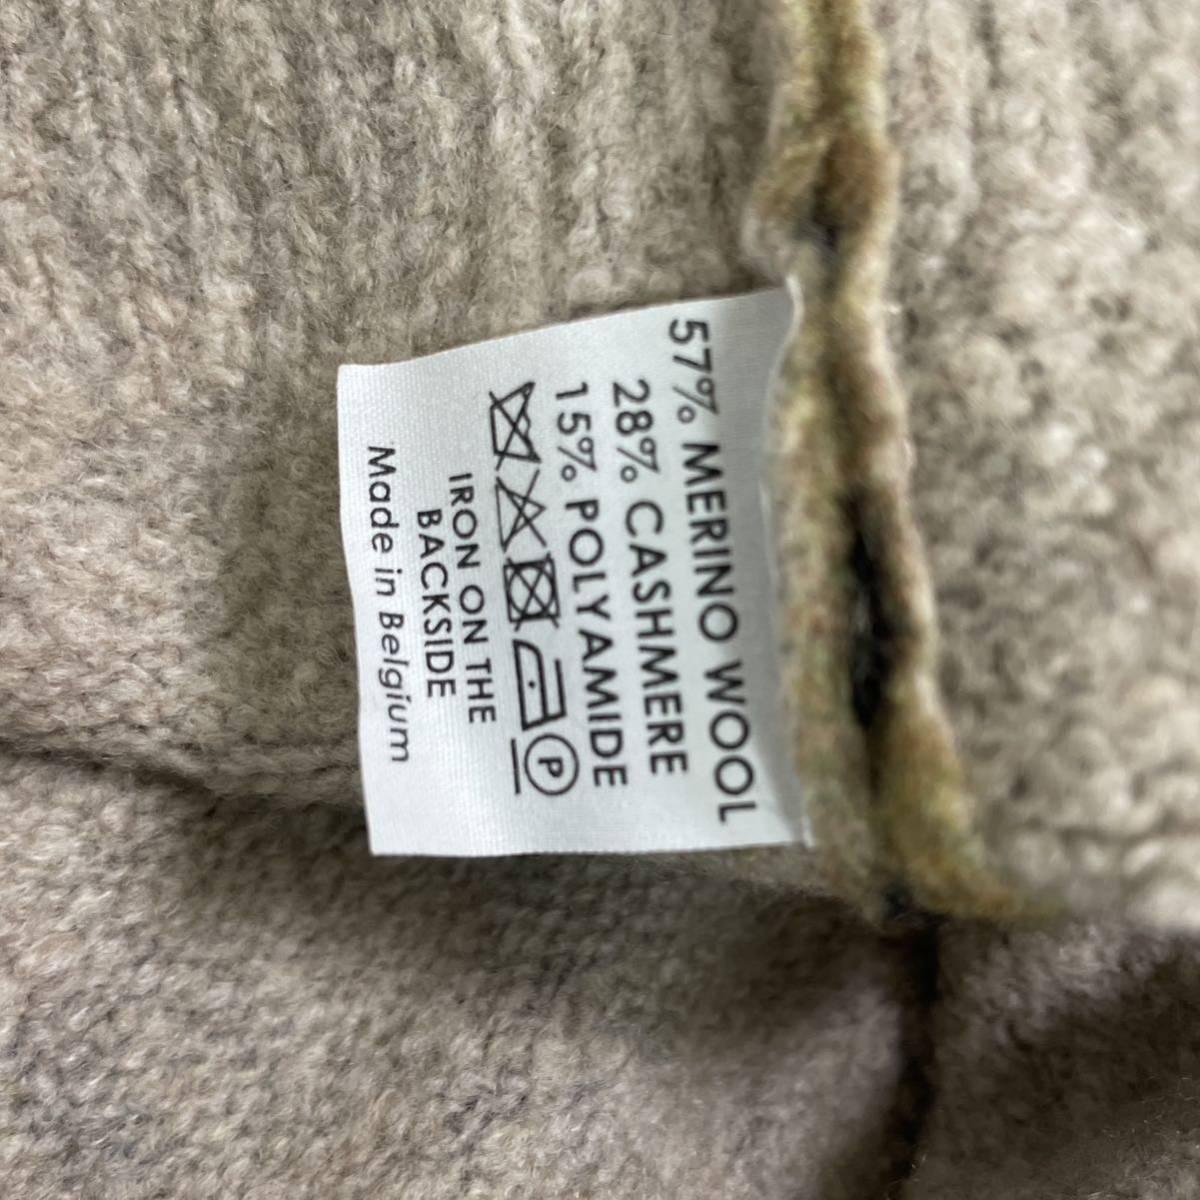 57% MERINO WOOL
28% CASHMERE
15% POLYAMIDE
P
IRON ON THE
BACKSIDE
Made in Belgium